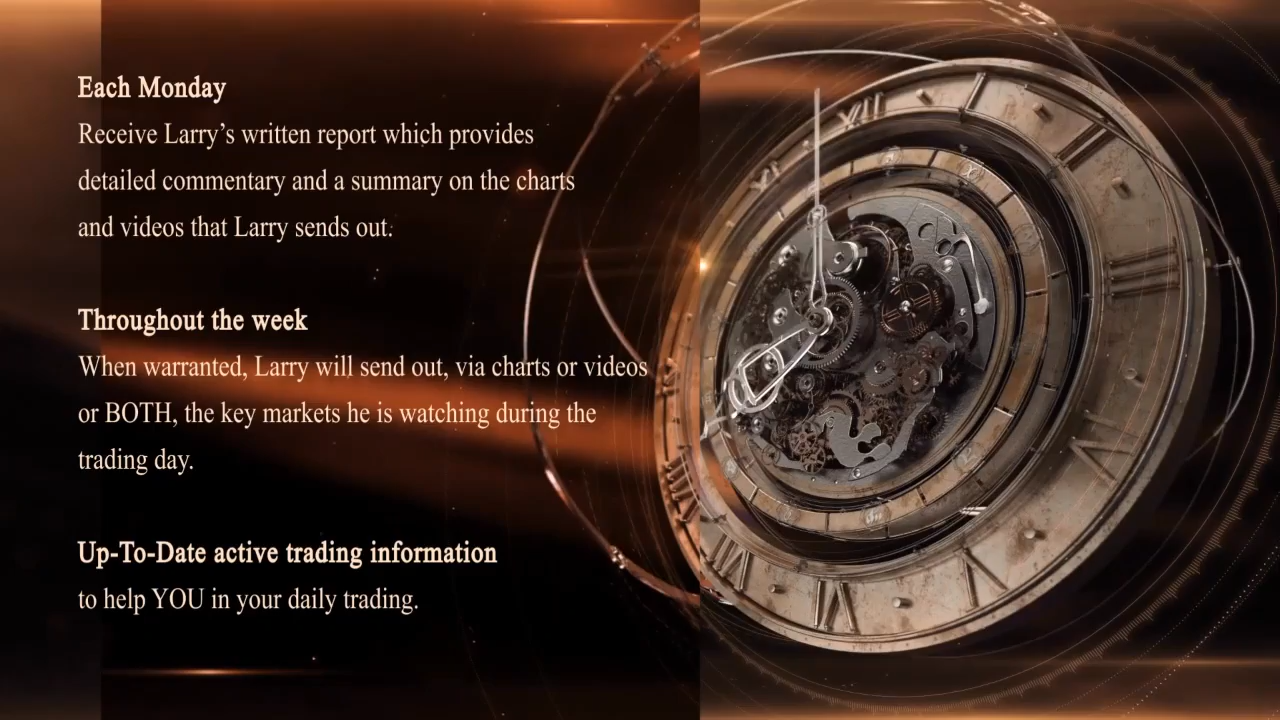 Each Monday
Receive Larry’s written report which provides
detailed commentary and a summary on the charts
and videos that Larry sends out.
Throughout the week
When warranted, Larry will send out, via charts or videos
or BOTH, the key markets he is watching during the
trading day.
Up-To-Date active trading information
to help YOU in your daily trading.